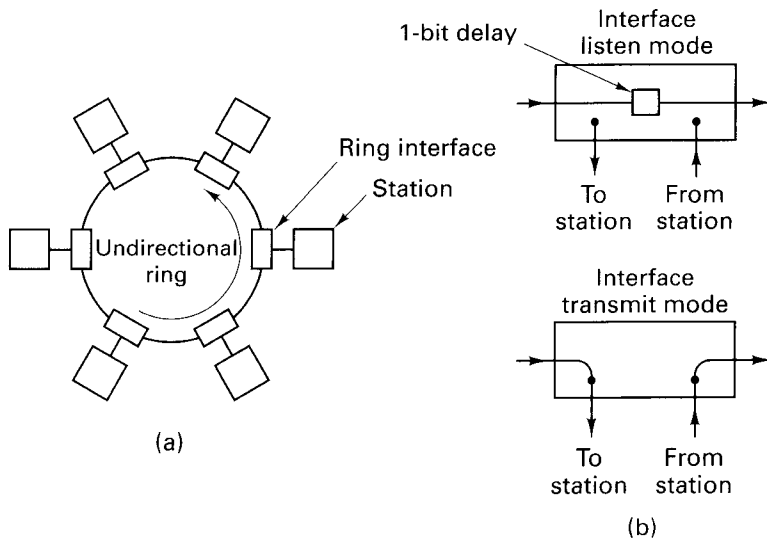 1-bit delay
Interface
listen mode
Ring interface
Station
To
station
From
station
Undirectional
ring
Interface
transmit mode
To
station
From
station
(a)
(b)